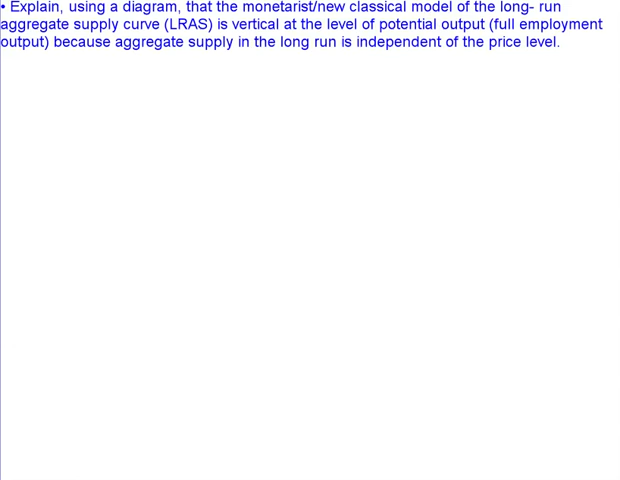 • Explain, using a diagram, that the monetarist/new classical model of the long- run
aggregate supply curve (LRAS) is vertical at the level of potential output (full employment
output) because aggregate supply in the long run is independent of the price level.